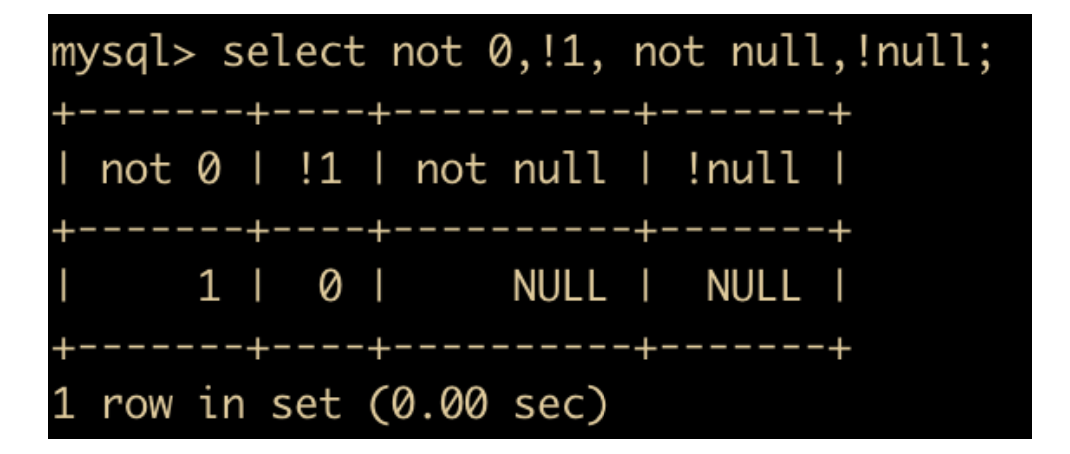 mysql> select not 0,!1, not null,!null;
+-------+----+----------+-------+
| not 0 | !1 | not null | !null |
+-------+----+----------+-------+
|     1 |  0 |     NULL |  NULL |
+-------+----+----------+-------+
1 row in set (0.00 sec)